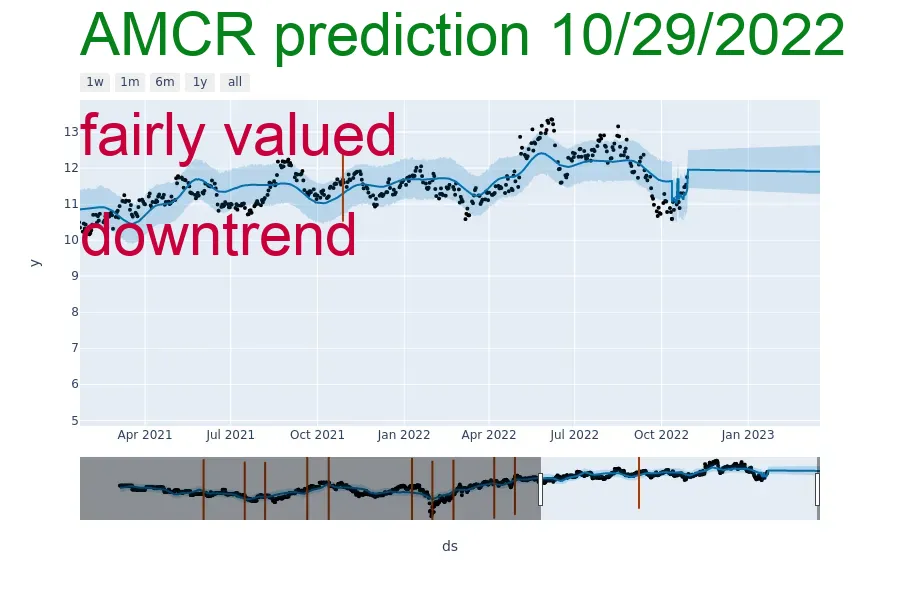 AMCR prediction 10/29/2022
1w 1m 6m 1y all
fairly valued
downtrend
13
12
11
10
9
8
7
6
5
y
Apr 2021 Jul 2021 Oct 2021 Jan 2022 Apr 2022 Jul 2022 Oct 2022 Jan 2023
ds